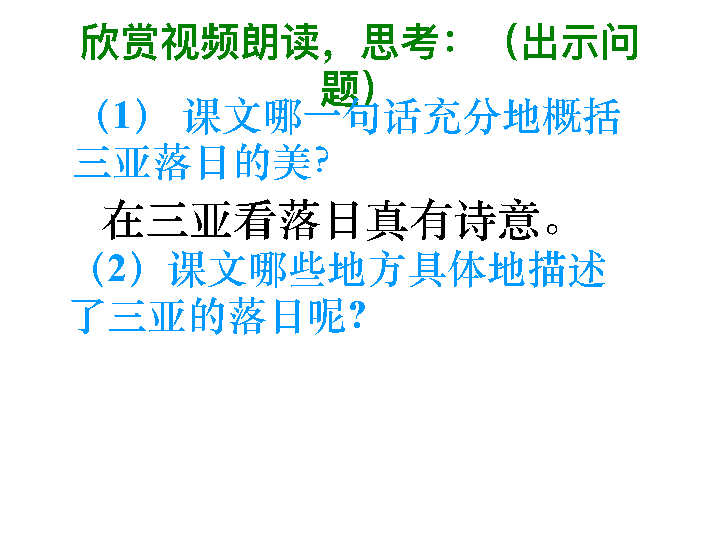 欣赏视频朗读，思考：（出示问
题）
（1） 课文哪一句话充分地概括
三亚落日的美？
在三亚看落日真有诗意。
（2）课文哪些地方具体地描述
了三亚的落日呢？